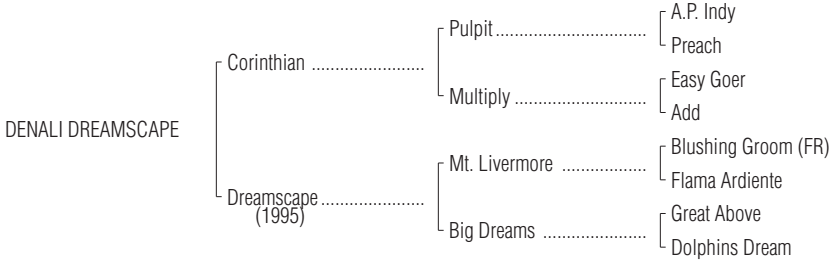 A.P. Indy
Pulpit ................................
Preach
Corinthian ........................
Easy Goer
Multiply ............................
Add
DENALI DREAMSCAPE
Blushing Groom (FR)
Mt. Livermore ..................
Flama Ardiente
Dreamscape ......................
(1995)
Great Above
Big Dreams ......................
Dolphins Dream